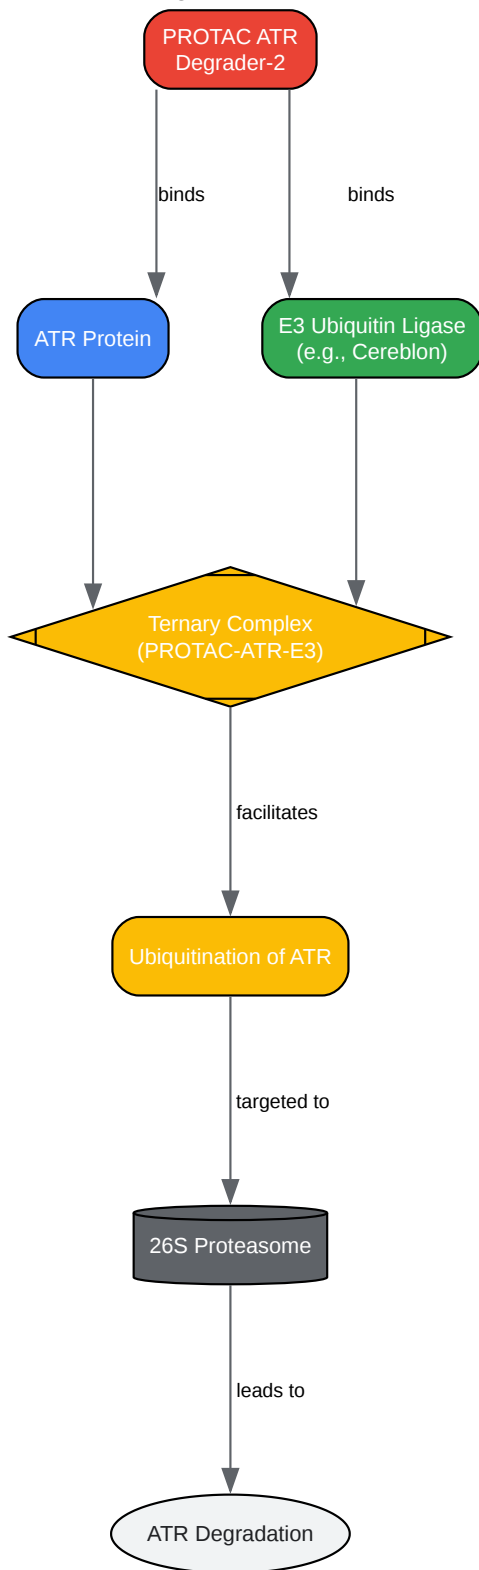 PROTAC ATR
Degrader-2
binds
binds
ATR Protein
E3 Ubiquitin Ligase
(e.g., Cereblon)
Ternary Complex
(PROTAC-ATR-E3)
facilitates
Ubiquitination of ATR
targeted to
26S Proteasome
leads to
ATR Degradation